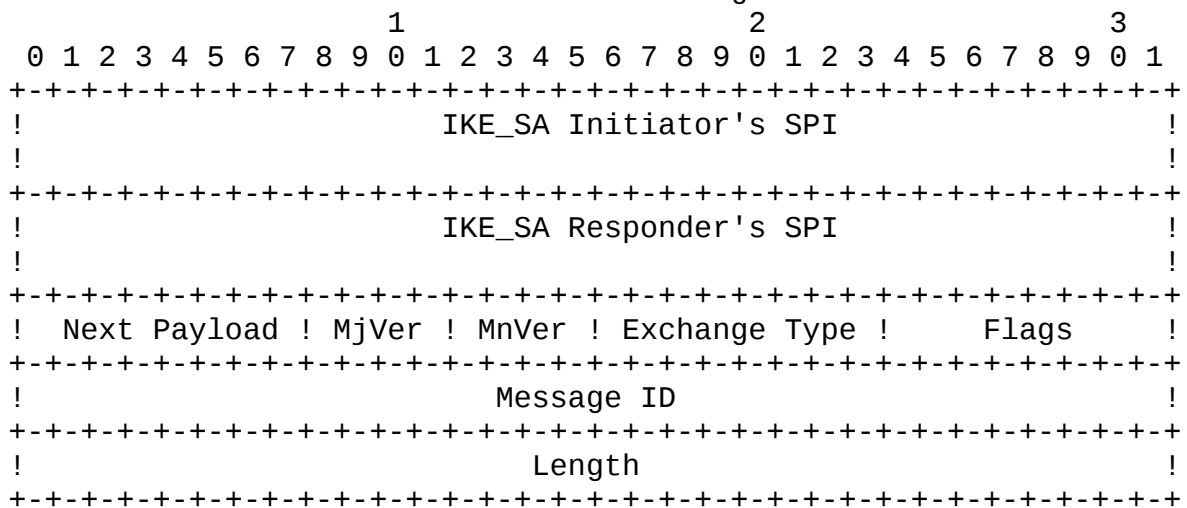 1                   2                   3
 0 1 2 3 4 5 6 7 8 9 0 1 2 3 4 5 6 7 8 9 0 1 2 3 4 5 6 7 8 9 0 1
+-+-+-+-+-+-+-+-+-+-+-+-+-+-+-+-+-+-+-+-+-+-+-+-+-+-+-+-+-+-+-+-+
!                       IKE_SA Initiator's SPI                  !
!                                                               !
+-+-+-+-+-+-+-+-+-+-+-+-+-+-+-+-+-+-+-+-+-+-+-+-+-+-+-+-+-+-+-+-+
!                       IKE_SA Responder's SPI                  !
!                                                               !
+-+-+-+-+-+-+-+-+-+-+-+-+-+-+-+-+-+-+-+-+-+-+-+-+-+-+-+-+-+-+-+-+
!  Next Payload ! MjVer ! MnVer ! Exchange Type !     Flags     !
+-+-+-+-+-+-+-+-+-+-+-+-+-+-+-+-+-+-+-+-+-+-+-+-+-+-+-+-+-+-+-+-+
!                          Message ID                           !
+-+-+-+-+-+-+-+-+-+-+-+-+-+-+-+-+-+-+-+-+-+-+-+-+-+-+-+-+-+-+-+-+
!                            Length                             !
+-+-+-+-+-+-+-+-+-+-+-+-+-+-+-+-+-+-+-+-+-+-+-+-+-+-+-+-+-+-+-+-+